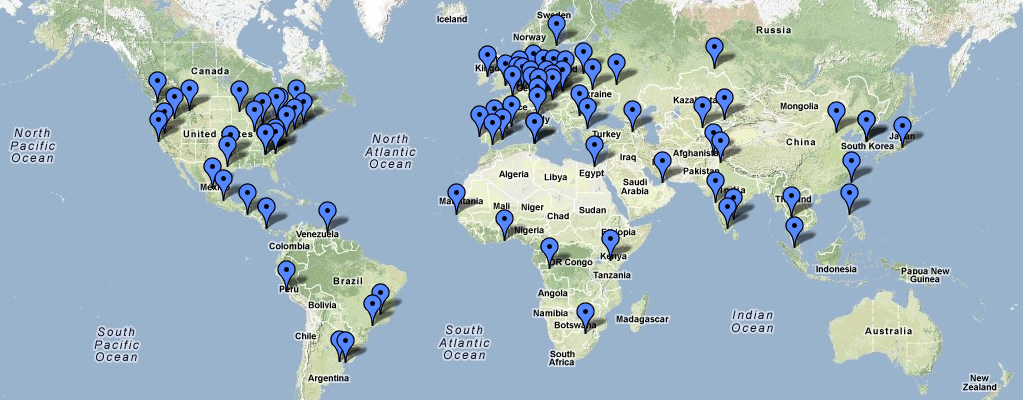 Iceland
Sweden
Norway
Russia
Canada
Kazakh
Mongolia
North
Pacific
Ocean
United States
North
Atlantic
Ocean
Turkey
China
South Korea
Iraq
Afghanistan
Pakistan
Algeria
Libya
Egypt
Saudi
Arabia
Mexico
Mauritania
Mali
Niger
Chad
Sudan
India
Thailand
Venezuela
Nigeria
Ethiopia
Colombia
DR Congo
Kenya
Tanzania
Indonesia
Papua New
Guinea
Peru
Brazil
Bolivia
Angola
Namibia
Botswana
Madagascar
Indian
Ocean
South
Pacific
Ocean
Chile
South
Atlantic
Ocean
South
Africa
Australia
Argentina
New
Zealand